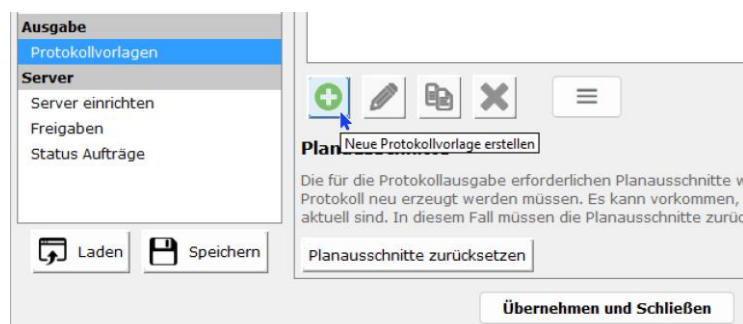 Ausgabe
Protokollvorlagen
Server
Server einrichten
Freigaben
Status Aufträge
Laden
Speichern
Neue Protokollvorlage erstellen
Die für die Protokollausgabe erforderlichen Planausschnitte
Protokoll neu erzeugt werden müssen. Es kann vorkommen,
aktuell sind. In diesem Fall müssen die Planausschnitte
Planausschnitte zurücksetzen
Übernehmen und Schließen